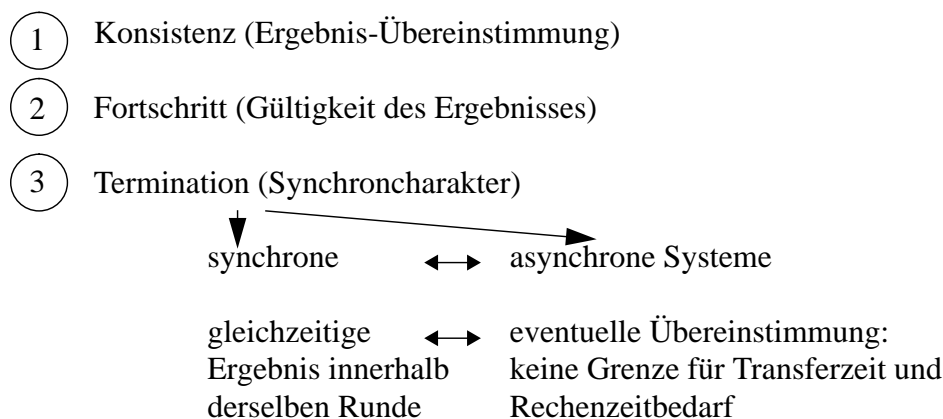 1 Konsistenz (Ergebnis-Übereinstimmung)
2 Fortschritt (Gültigkeit des Ergebnisses)
3 Termination (Synchroncharakter)
synchrone asynchrone Systeme
gleichzeitige eventuelle Übereinstimmung:
Ergebnis innerhalb keine Grenze für Transferzeit und
derselben Runde Rechenzeitbedarf